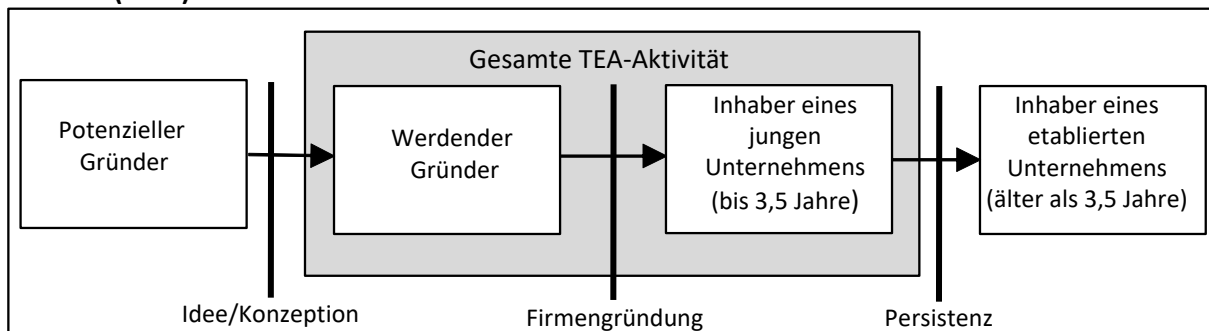 Gesamte TEA-Aktivität
Potenzieller
Gründer
Werdender
Gründer
Inhaber eines
jungen
Unternehmens
(bis 3,5 Jahre)
Inhaber eines
etablierten
Unternehmens
(älter als 3,5 Jahre)
Idee/Konzeption
Firmengründung
Persistenz